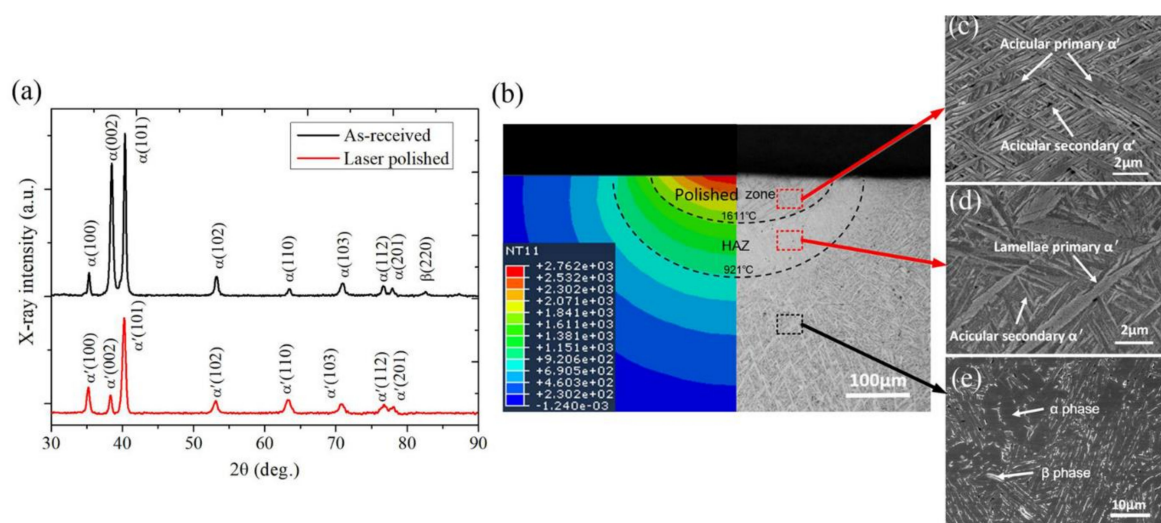 (a)
As-received
Laser polished
α(100)
α(002)
α(101)
α(102)
α(110)
α(103)
α(112)
α(201)
β(220)
α′(100)
α′(002)
α′(101)
α′(102)
α′(110)
α′(103)
α′(112)
α′(201)
X-ray intensity (a.u.)
30 40 50 60 70 80 90
2θ (deg.)
(b)
Polished zone
1611℃
HAZ
921℃
NT11
+2.762e+03
+2.532e+03
+2.302e+03
+2.071e+03
+1.841e+03
+1.611e+03
+1.381e+03
+1151e+03
+9.206e+02
+6.905e+02
+4.603e+02
+2.302e+02
-1.240e-03
100μm
(c)
Acicular primary α′
Acicular secondary α′
2μm
(d)
Lamellae primary α′
Acicular secondary α′
2μm
(e)
α phase
β phase
10μm